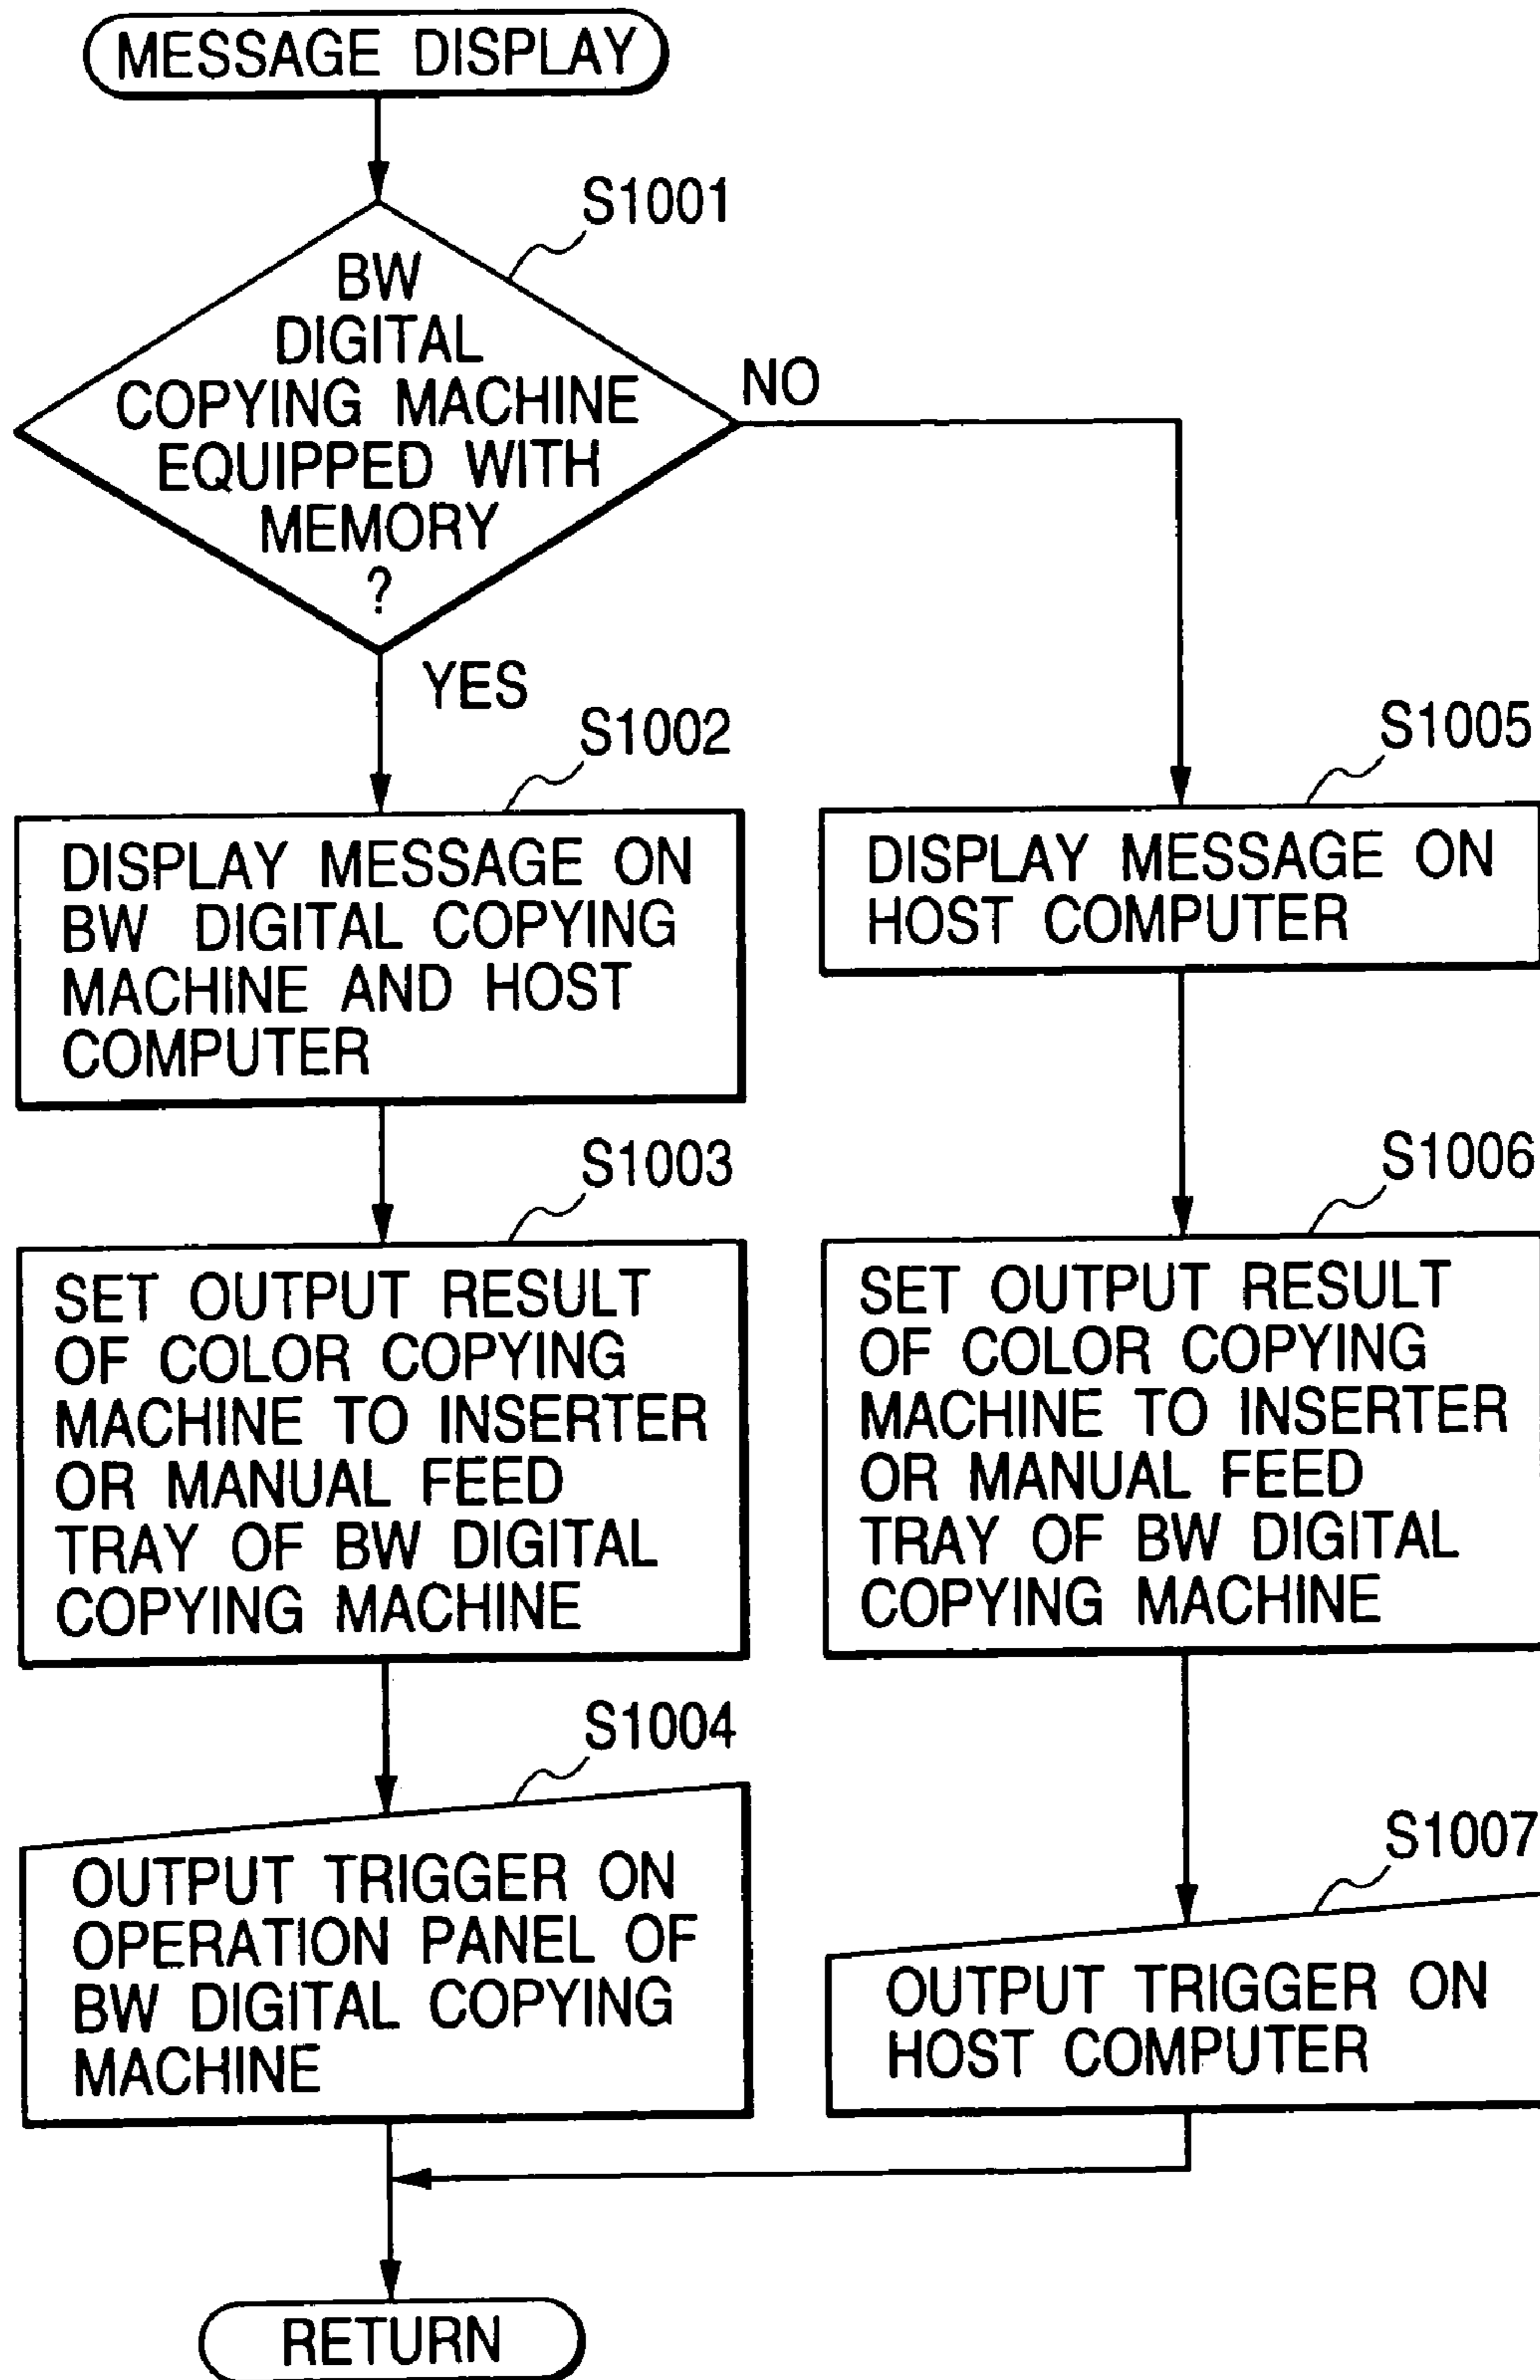 MESSAGE DISPLAY
S1001
BW
DIGITAL
COPYING MACHINE
EQUIPPED WITH
MEMORY
?
NO
YES
S1002
DISPLAY MESSAGE ON
BW DIGITAL COPYING
MACHINE AND HOST
COMPUTER
S1003
SET OUTPUT RESULT
OF COLOR COPYING
MACHINE TO INSERTER
OR MANUAL FEED
TRAY OF BW DIGITAL
COPYING MACHINE
S1004
OUTPUT TRIGGER ON
OPERATION PANEL OF
BW DIGITAL COPYING
MACHINE
S1005
DISPLAY MESSAGE ON
HOST COMPUTER
S1006
SET OUTPUT RESULT
OF COLOR COPYING
MACHINE TO INSERTER
OR MANUAL FEED
TRAY OF BW DIGITAL
COPYING MACHINE
S1007
OUTPUT TRIGGER ON
HOST COMPUTER
RETURN